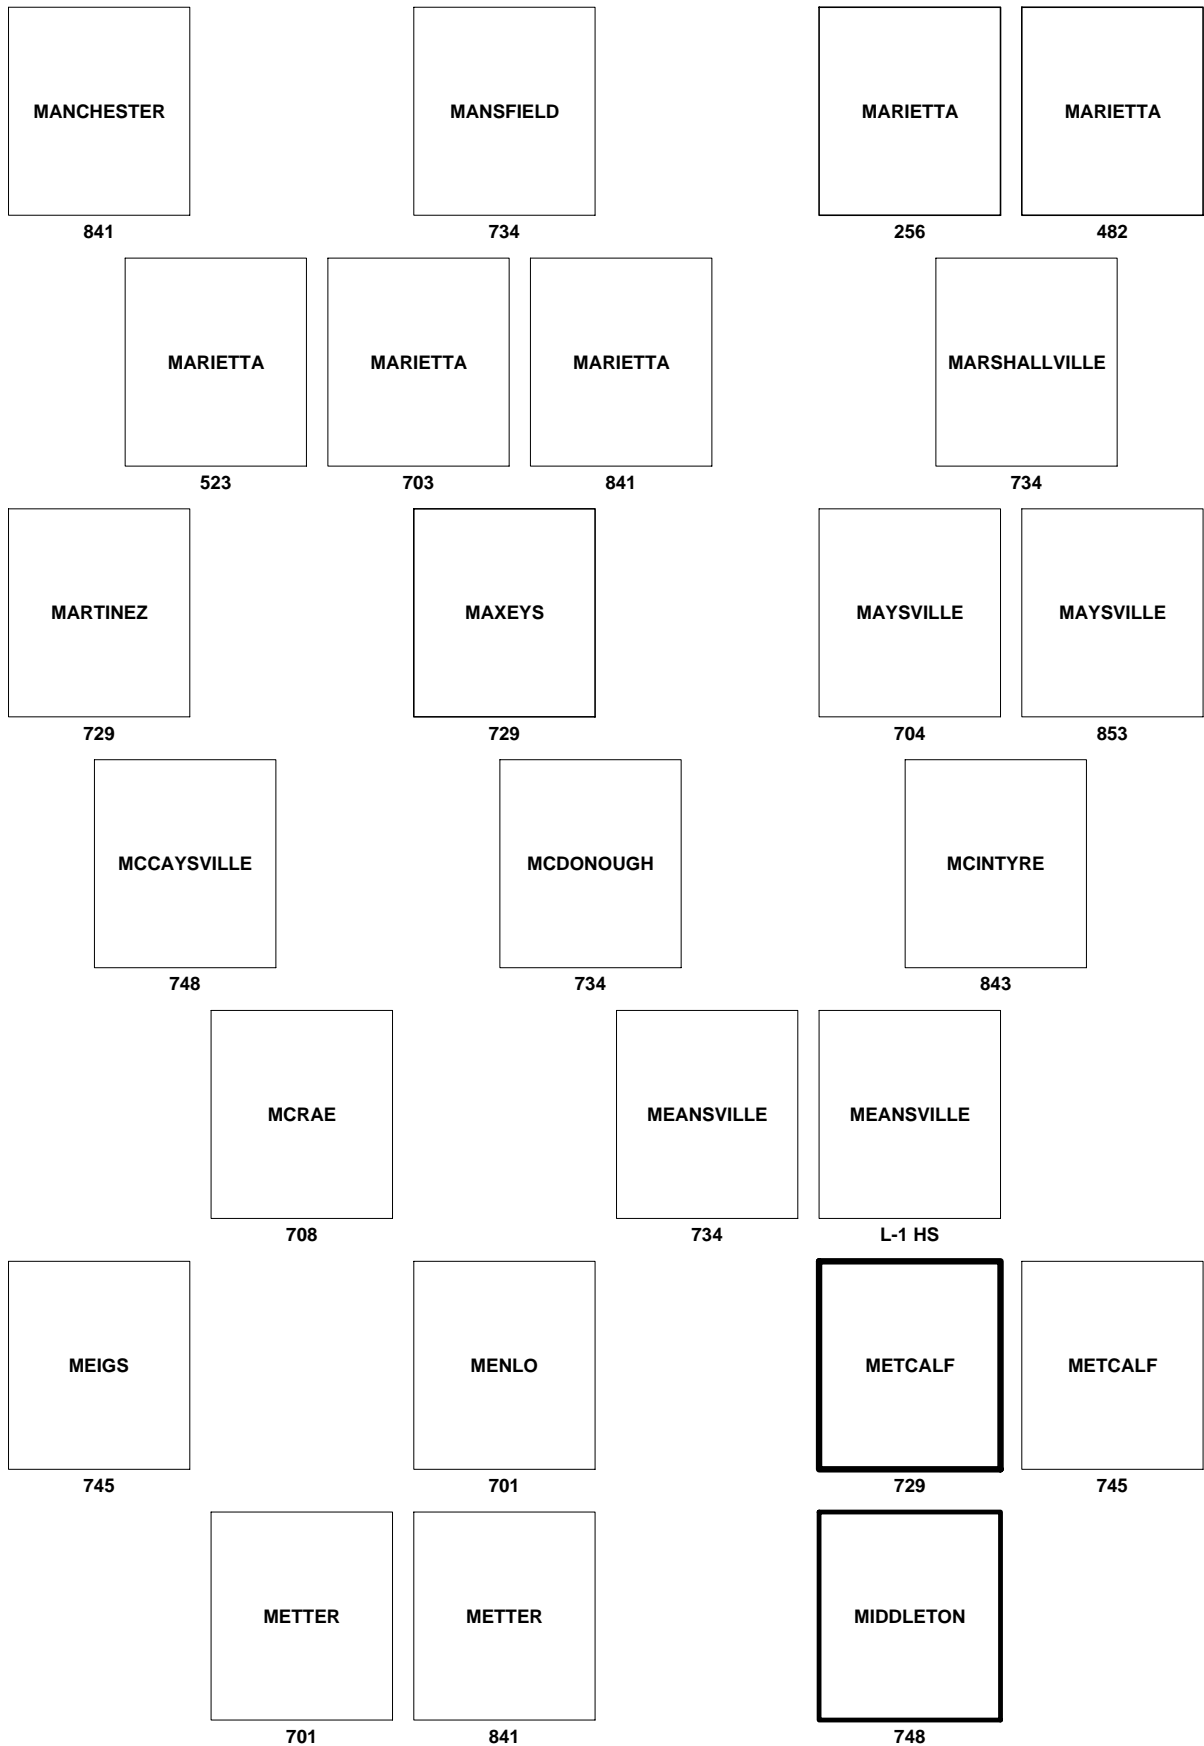 MANCHESTER MANSFIELD MARIETTA MARIETTA
841 734 256 482
MARIETTA MARIETTA MARIETTA MARSHALLVILLE
523 703 841 734
MARTINEZ MAXEYS MAYSVILLE MAYSVILLE
729 729 704 853
MCCAYSVILLE MCDONOUGH MCINTYRE
748 734 843
MCRAE MEANSVILLE MEANSVILLE
708 734 L-1 HS
MEIGS MENLO METCALF METCALF
745 701 729 745
METTER METTER MIDDLETON
701 841 748